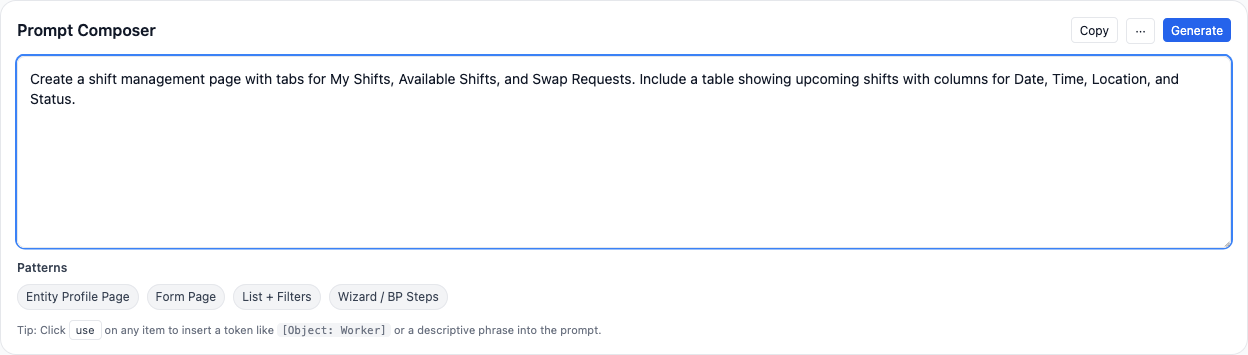 Prompt Composer
Copy
...
Generate
Create a shift management page with tabs for My Shifts, Available Shifts, and Swap Requests. Include a table showing upcoming shifts with columns for Date, Time, Location, and
Status.
Patterns
Entity Profile Page
Form Page
List + Filters
Wizard / BP Steps
Tip: Click use on any item to insert a token like [Object: Worker] or a descriptive phrase into the prompt.